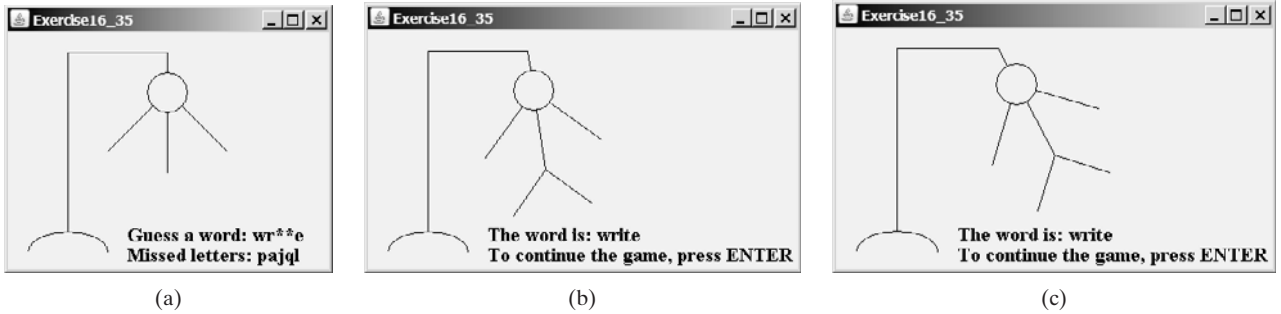 Exercise16_35
Guess a word: wr**e
Missed letters: pajql
(a)
Exercise16_35
The word is: write
To continue the game, press ENTER
(b)
Exercise16_35
The word is: write
To continue the game, press ENTER
(c)